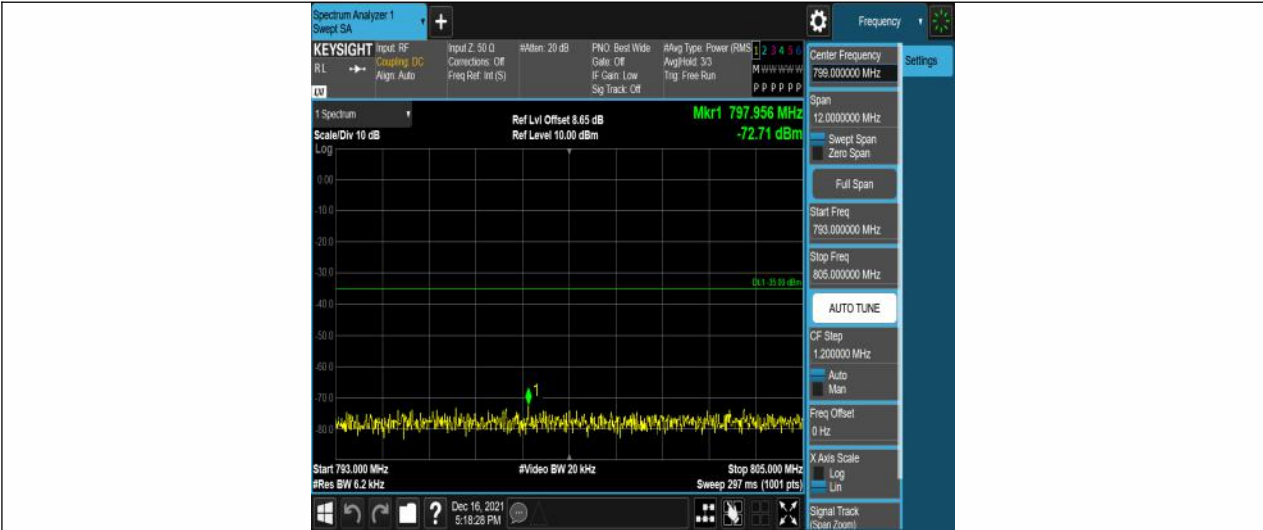 Spectrum Analyzer 1
Swept SA
+
Frequency
KEYSIGHT
RL
LV
Input: RF
Coupling: DC
Align: Auto
Input Z: 50 Ω
Corrections: Off
Freq Ref: Int (S)
#Atten: 20 dB
PNO: Best Wide
Gate: Off
IF Gain: Low
Sig Track: Off
#Avg Type: Power (RMS
Avg|Hold: 3/3
Trig: Free Run
1 2 3 4 5 6
M W W W W W
P P P P P P
1 Spectrum
Scale/Div 10 dB
Log
Ref Lvl Offset 8.65 dB
Ref Level 10.00 dBm
Mkr1 797.956 MHz
-72.71 dBm
0.00
-10.0
-20.0
-30.0
DL1 -35.00 dBm
-40.0
-50.0
-60.0
-70.0
1
-80.0
Start 793.000 MHz
#Res BW 6.2 kHz
#Video BW 20 kHz
Stop 805.000 MHz
Sweep 297 ms (1001 pts)
?
Dec 16, 2021
5:18:28 PM
Center Frequency
799.000000 MHz
Settings
Span
12.0000000 MHz
Swept Span
Zero Span
Full Span
Start Freq
793.000000 MHz
Stop Freq
805.000000 MHz
AUTO TUNE
CF Step
1.200000 MHz
Auto
Man
Freq Offset
0 Hz
X Axis Scale
Log
Lin
Signal Track
(Span Zoom)